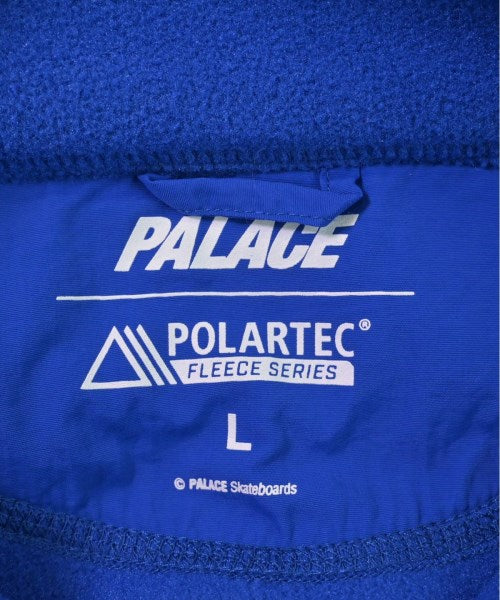 PALACE
POLARTEC®
FLEECE SERIES
L
© PALACE Skateboards